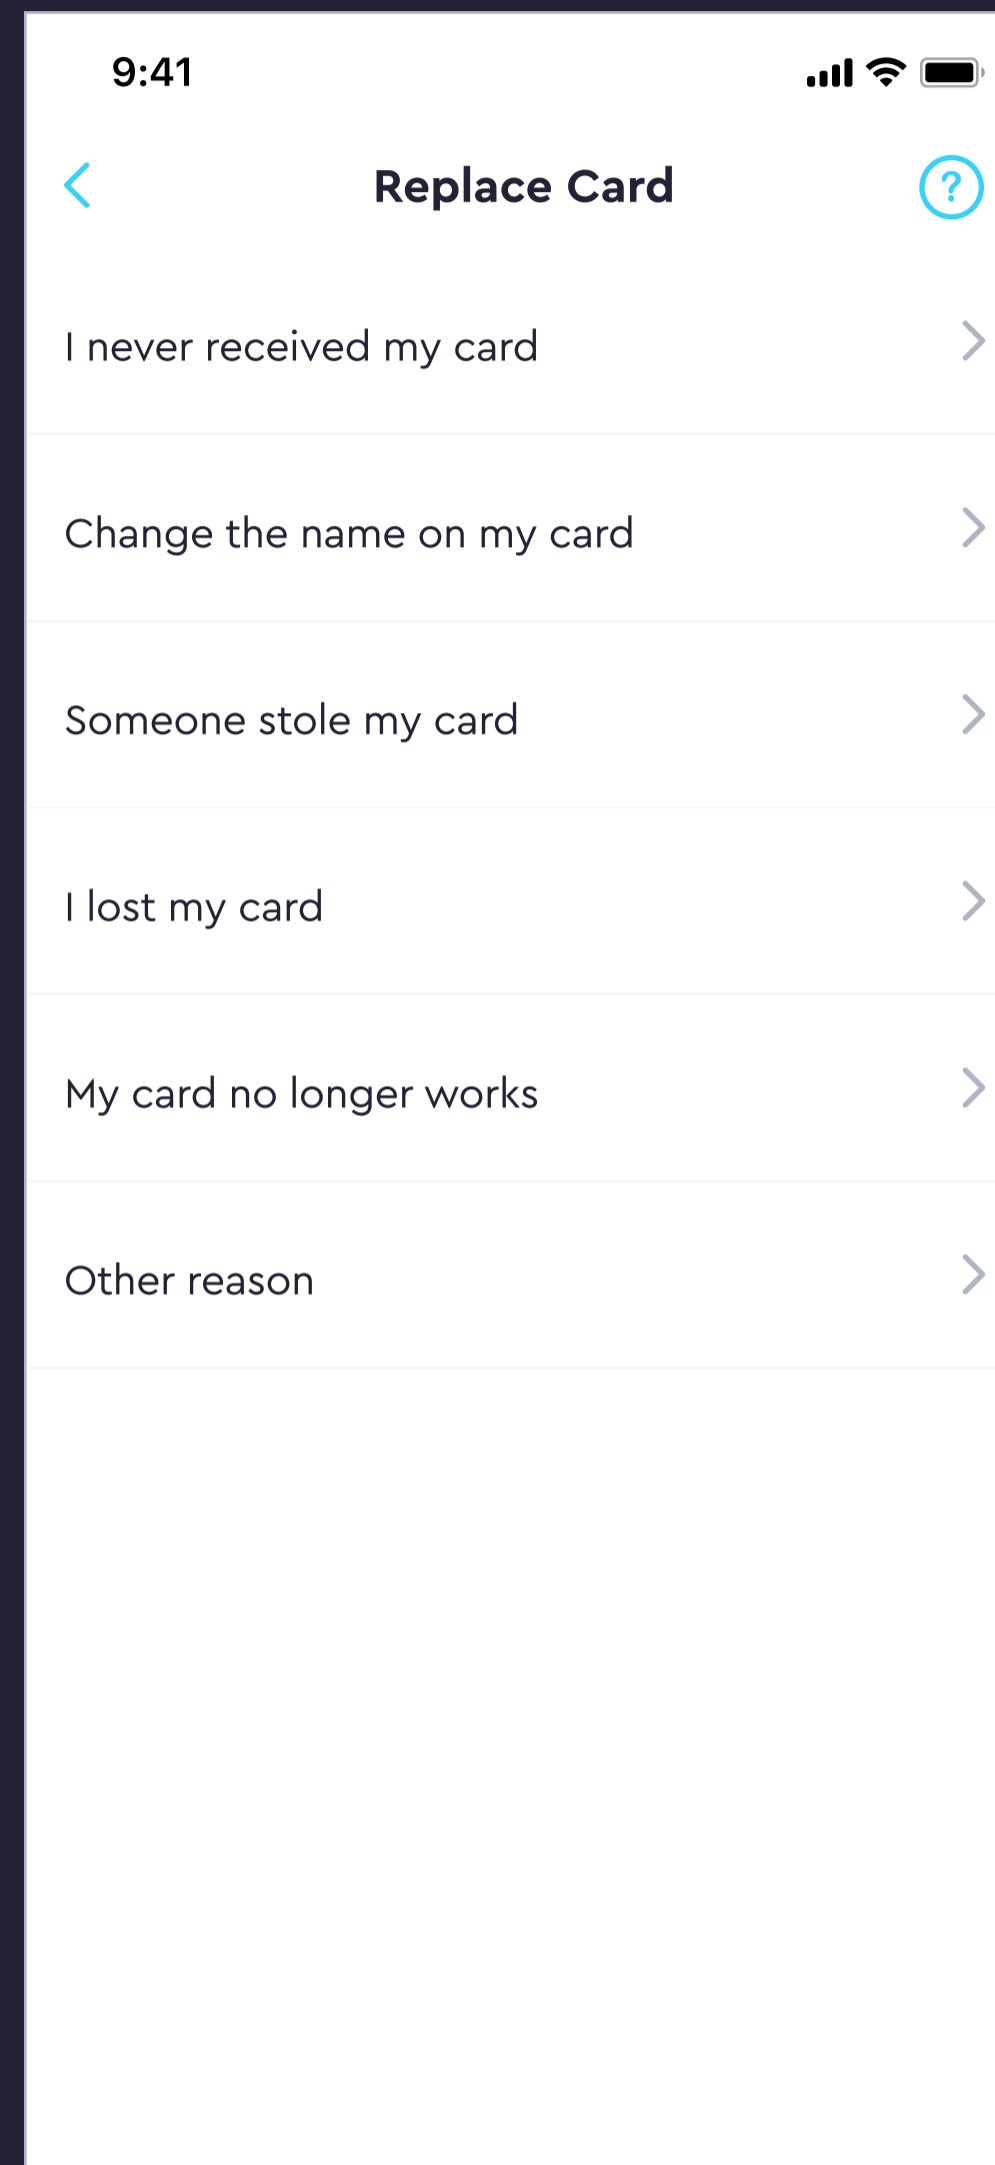 9:41
Replace Card
?
I never received my card
Change the name on my card
Someone stole my card
I lost my card
My card no longer works
Other reason